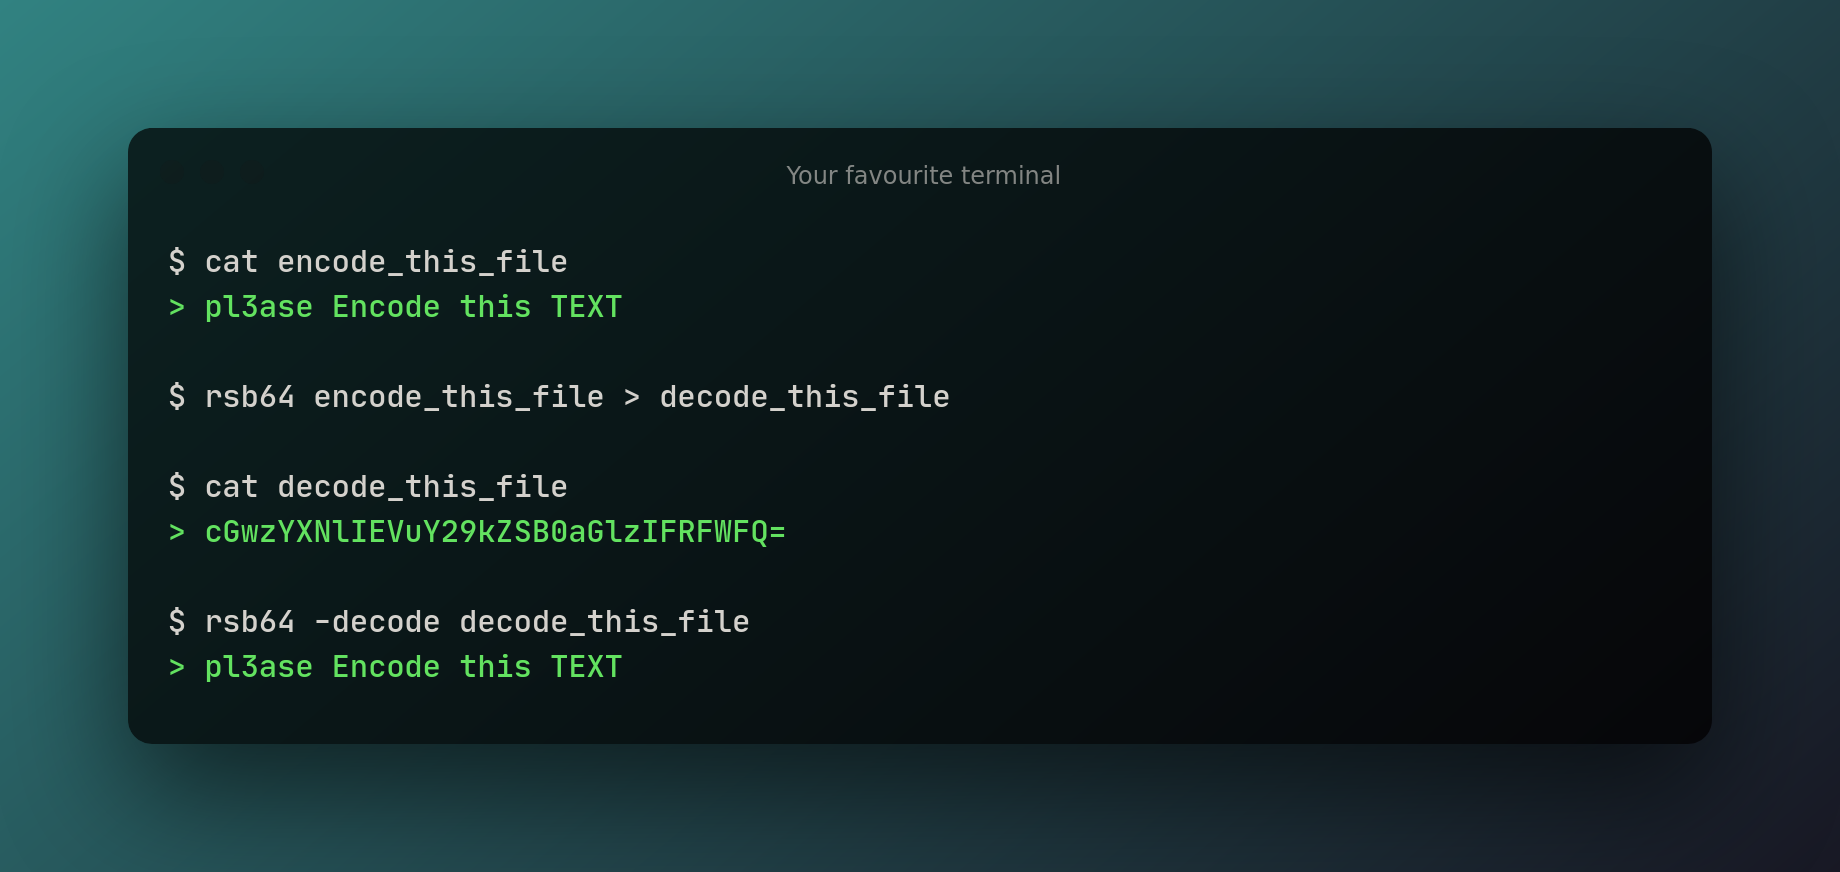 Your favourite terminal
$ cat encode_this_file
> pl3ase Encode this TEXT
$ rsb64 encode_this_file > decode_this_file
$ cat decode_this_file
> cGwzYXNlIEVuY29kZSB0aGlzIFRFWFQ=
$ rsb64 -decode decode_this_file
> pl3ase Encode this TEXT